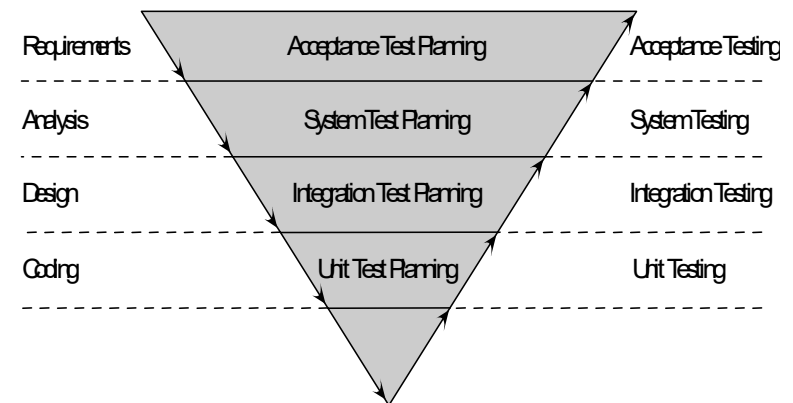 Requirements Acceptance Test Planning Acceptance Testing
Analysis System Test Planning System Testing
Design Integration Test Planning Integration Testing
Coding Unit Test Planning Unit Testing